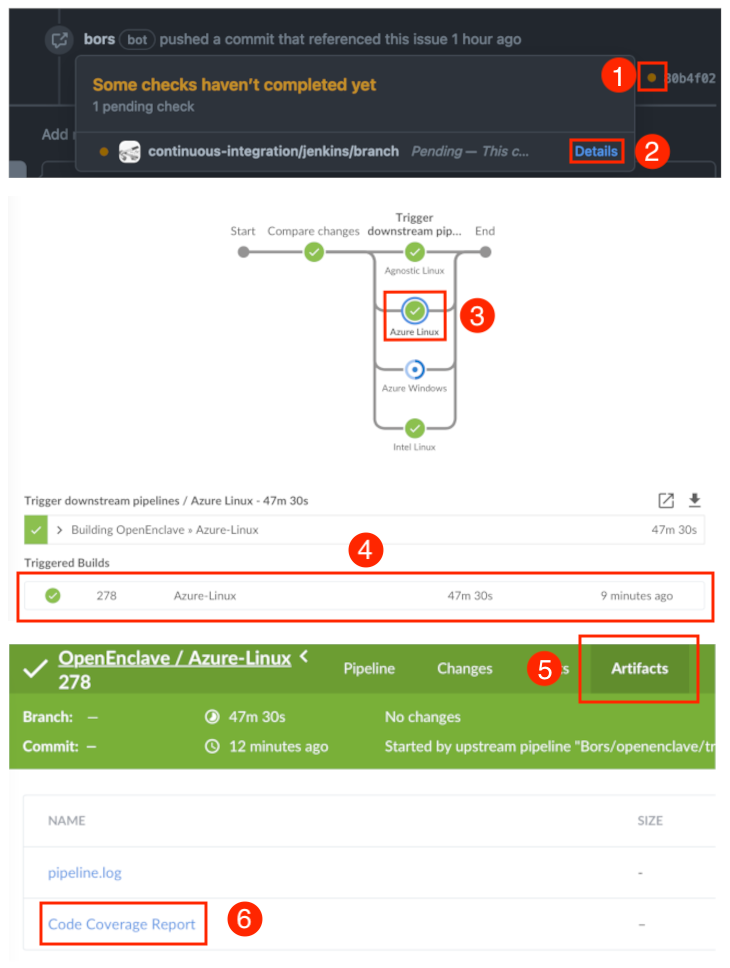 bors bot pushed a commit that referenced this issue 1 hour ago
Some checks haven't completed yet
1
30b4f02
1 pending check
Add
continuous-integration/jenkins/branch Pending — This c...
Details
2
Trigger
Start Compare changes downstream pip... End
Agnostic Linux
3
Azure Linux
Azure Windows
Intel Linux
Trigger downstream pipelines / Azure Linux - 47m 30s
Building OpenEnclave » Azure-Linux 47m 30s
4
Triggered Builds
278 Azure-Linux 47m 30s 9 minutes ago
OpenEnclave / Azure-Linux
278
Pipeline Changes
5
s
Artifacts
Branch: — 47m 30s No changes
Commit: — 12 minutes ago Started by upstream pipeline "Bors/openenclave/tr
NAME SIZE
pipeline.log -
Code Coverage Report –
6